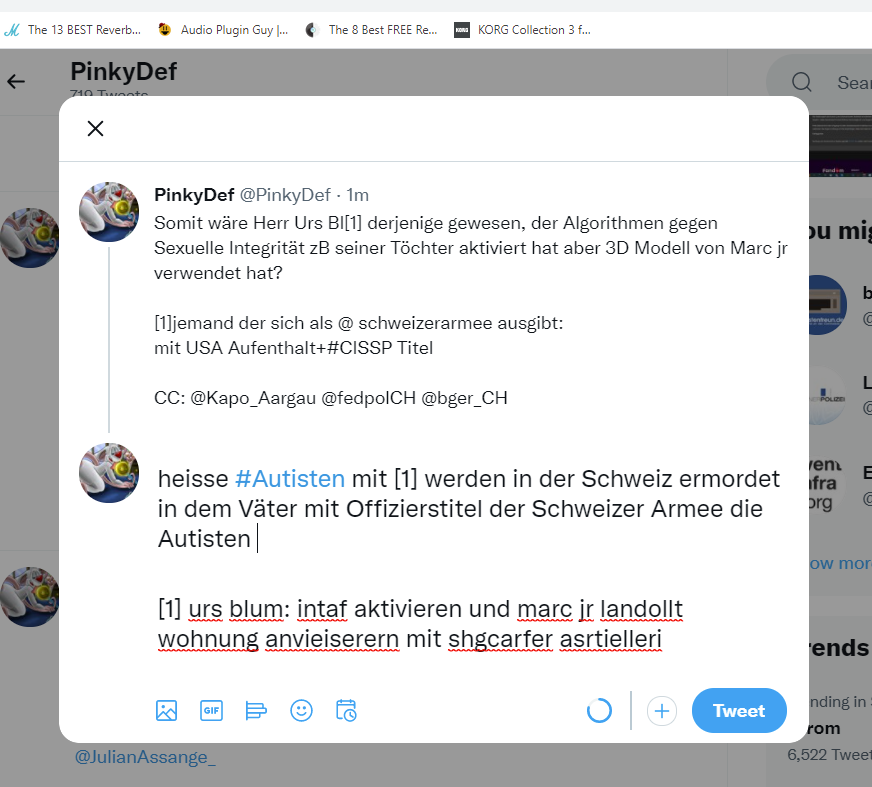 The 13 BEST Reverb...
Audio Plugin Guy |...
The 8 Best FREE Re...
KORG
KORG Collection 3 f...
PinkyDef
719 Tweets
Sear
PinkyDef @PinkyDef · 1m
Somit wäre Herr Urs Bl[1] derjenige gewesen, der Algorithmen gegen
Sexuelle Integrität zB seiner Töchter aktiviert hat aber 3D Modell von Marc jr
verwendet hat?
[1]jemand der sich als @ schweizerarmee ausgibt:
mit USA Aufenthalt+#CISSP Titel
CC: @Kapo_Aargau @fedpolCH @bger_CH
heisse #Autisten mit [1] werden in der Schweiz ermordet
in dem Väter mit Offizierstitel der Schweizer Armee die
Autisten
[1] urs blum: intaf aktivieren und marc jr landollt
wohnung anvieiserern mit shgcarfer asrtielleri
GIF
Tweet
@JulianAssange_
ou mig
ow more
rends
nding in S
rom
6,522 Tweet